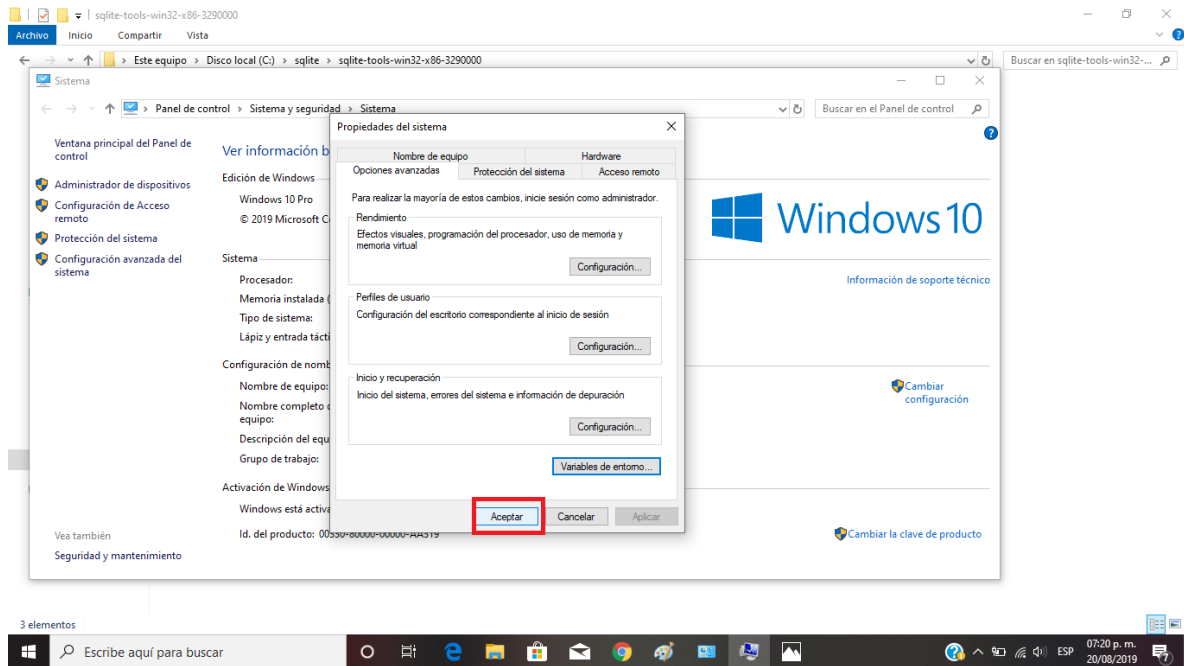 sqlite-tools-win32-x86-3290000
Archivo Inicio Compartir Vista
Este equipo > Disco local (C:) > sqlite > sqlite-tools-win32-x86-3290000
Buscar en sqlite-tools-win32-...
Sistema
Panel de control > Sistema y seguridad > Sistema
Buscar en el Panel de control
Ventana principal del Panel de
control
Administrador de dispositivos
Configuración de Acceso
remoto
Protección del sistema
Configuración avanzada del
sistema
Vea también
Seguridad y mantenimiento
Ver información b
Edición de Windows
Windows 10 Pro
© 2019 Microsoft C
Sistema
Procesador:
Memoria instalada (
Tipo de sistema:
Lápiz y entrada tácti
Configuración de nomb
Nombre de equipo:
Nombre completo d
equipo:
Descripción del equ
Grupo de trabajo:
Activación de Windows
Windows está activa
Id. del producto: 00330-80000-00000-AA319
Propiedades del sistema
Nombre de equipo Hardware
Opciones avanzadas Protección del sistema Acceso remoto
Para realizar la mayoría de estos cambios, inicie sesión como administrador.
Rendimiento
Efectos visuales, programación del procesador, uso de memoria y
memoria virtual
Configuración...
Perfiles de usuario
Configuración del escritorio correspondiente al inicio de sesión
Configuración...
Inicio y recuperación
Inicio del sistema, errores del sistema e información de depuración
Configuración...
Variables de entorno...
Aceptar Cancelar Aplicar
Windows 10
Información de soporte técnico
Cambiar
configuración
Cambiar la clave de producto
3 elementos
Escribe aquí para buscar
ESP
07:20 p. m.
20/08/2019
7